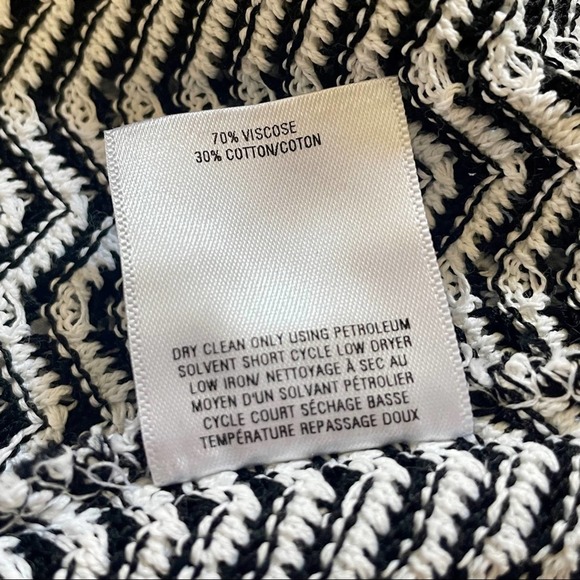 70% VISCOSE
30% COTTON/COTON
DRY CLEAN ONLY USING PETROLEUM
SOLVENT SHORT CYCLE LOW DRYER
LOW IRON/ NETTOYAGE À SEC AU
MOYEN D'UN SOLVANT PÉTROLIER
CYCLE COURT SÉCHAGE BASSE
TEMPÉRATURE REPASSAGE DOUX